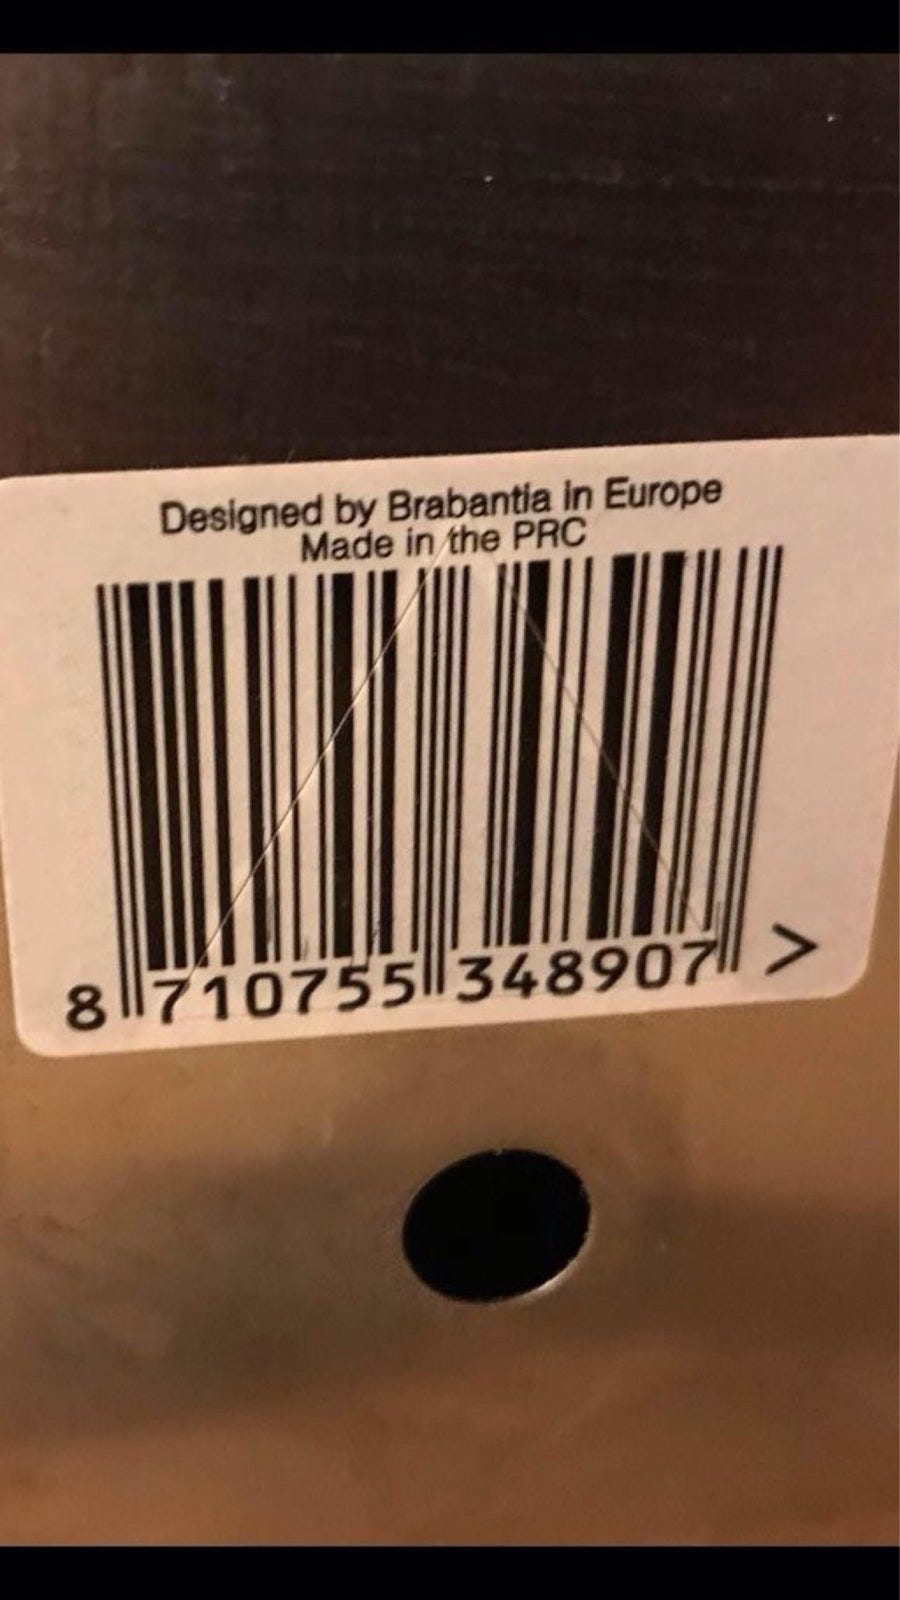 Designed by Brabantia in Europe
Made in the PRC
8 710755 348907 >